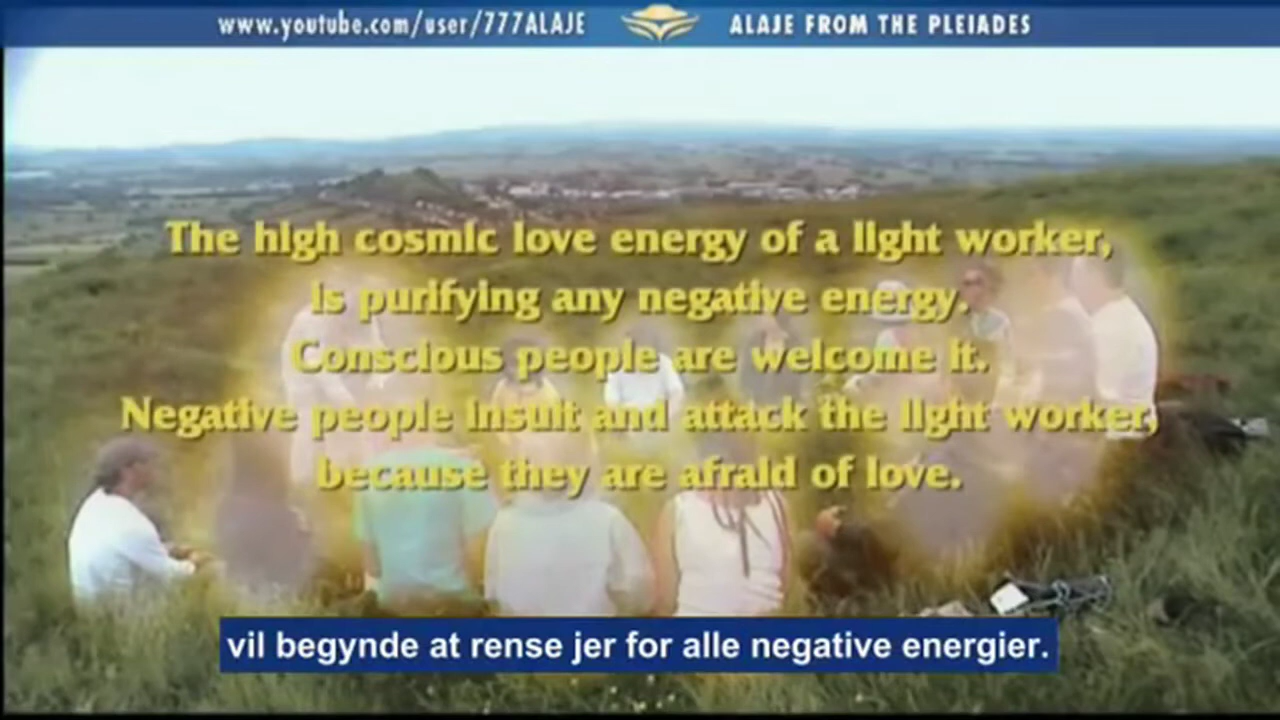 www.youtube.com/user/777ALAJE ALAJE FROM THE PLEIADES
The high cosmic love energy of a light worker,
is purifying any negative energy.
Conscious people are welcome it.
Negative people insult and attack the light worker,
because they are afraid of love.
vil begynde at rense jer for alle negative energier.